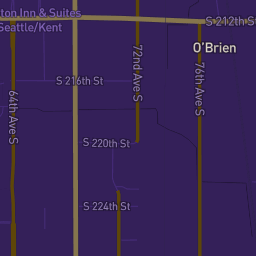 ton Inn & Suites
Seattle/Kent
S 212th St
O'Brien
S 216th St
72nd Ave S
76th Ave S
64th Ave S
S 220th St
S 224th St